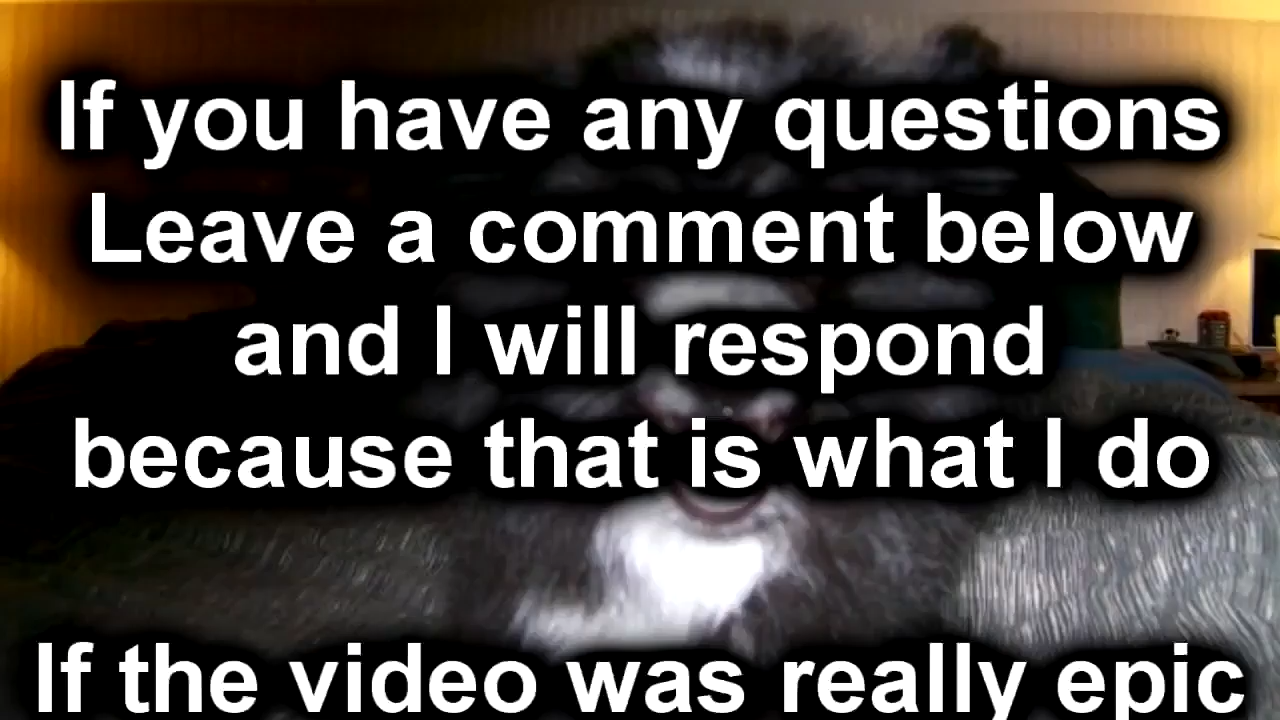 If you have any questions
Leave a comment below
and I will respond
because that is what I do
If the video was really epic